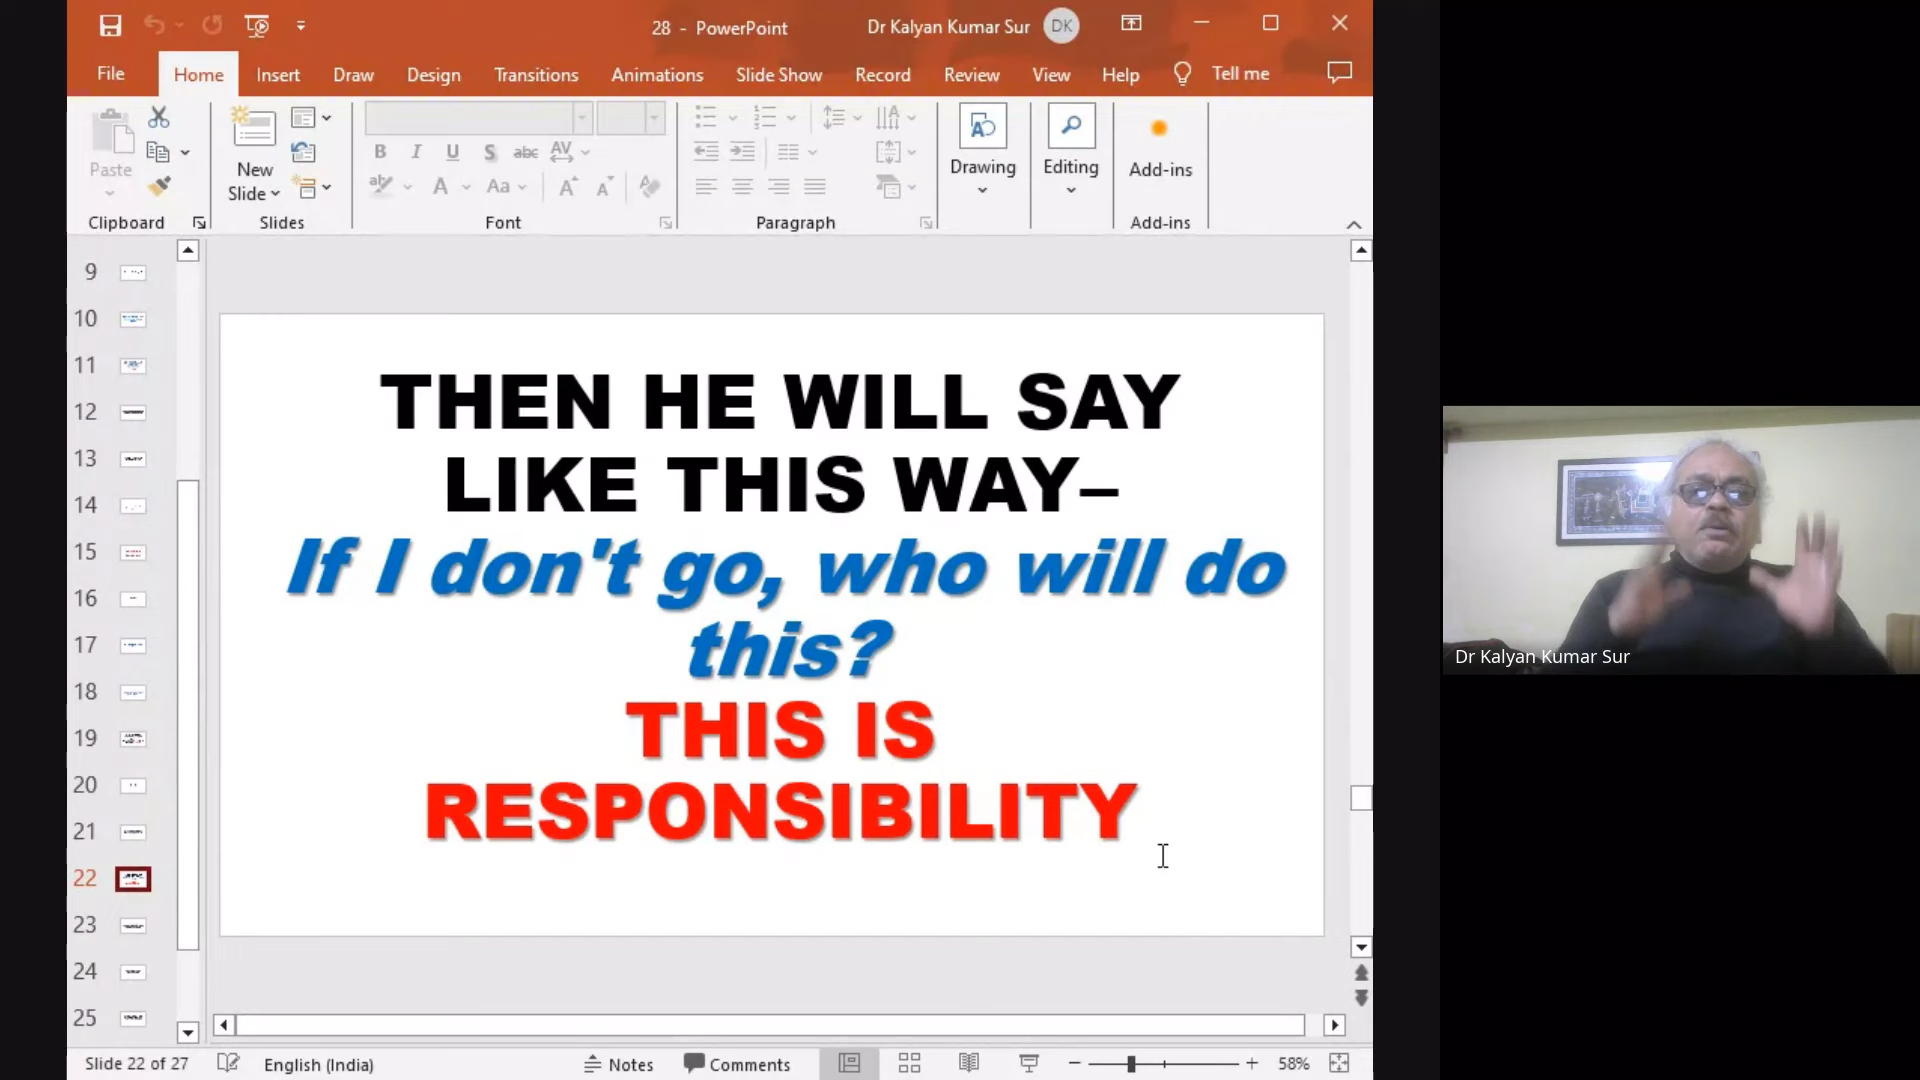 28 - PowerPoint
Dr Kalyan Kumar Sur
DK
File
Home
Insert
Draw
Design
Transitions
Animations
Slide Show
Record
Review
View
Help
Tell me
Paste
New
Slide
B I U S abc AV
A Aa A A
Drawing
Editing
Add-ins
Clipboard
Slides
Font
Paragraph
Add-ins
9
10
11
12
13
14
15
16
17
18
19
20
21
22
23
24
25
THEN HE WILL SAY
LIKE THIS WAY–
If I don't go, who will do
this?
THIS IS
RESPONSIBILITY
Dr Kalyan Kumar Sur
Slide 22 of 27
English (India)
Notes
Comments
58%